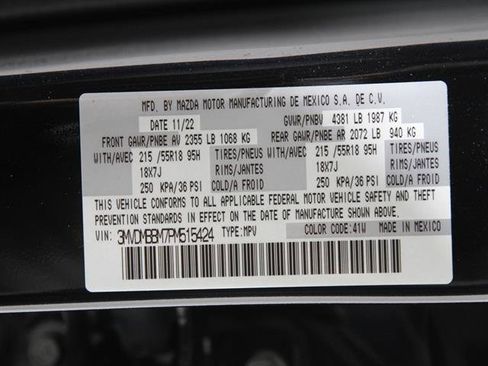 MFD. BY MAZDA MOTOR MANUFACTURING DE MEXICO S.A. DE C.V.
DATE 11/22 GVWR/PNBV 4381 LB 1987 KG
FRONT GAWR/PNBE AV 2355 LB 1068 KG REAR GAWR/PNBE AR 2072 LB 940 KG
WITH/AVEC 215 /55R18 95H TIRES/PNEUS WITH/AVEC 215 /55R18 95H TIRES/PNEUS
18X7J RIMS/JANTES 18X7J RIMS/JANTES
250 KPA/36 PSI COLD/A FROID 250 KPA/36 PSI COLD/A FROID
THIS VEHICLE CONFORMS TO ALL APPLICABLE FEDERAL MOTOR VEHICLE SAFETY AND THEFT
PREVENTION STANDARDS IN EFFECT ON THE DATE OF MANUFACTURE SHOWN ABOVE.
VIN: 3MVDMBBM7PM515424 TYPE: MPV COLOR CODE: 41W MADE IN MEXICO